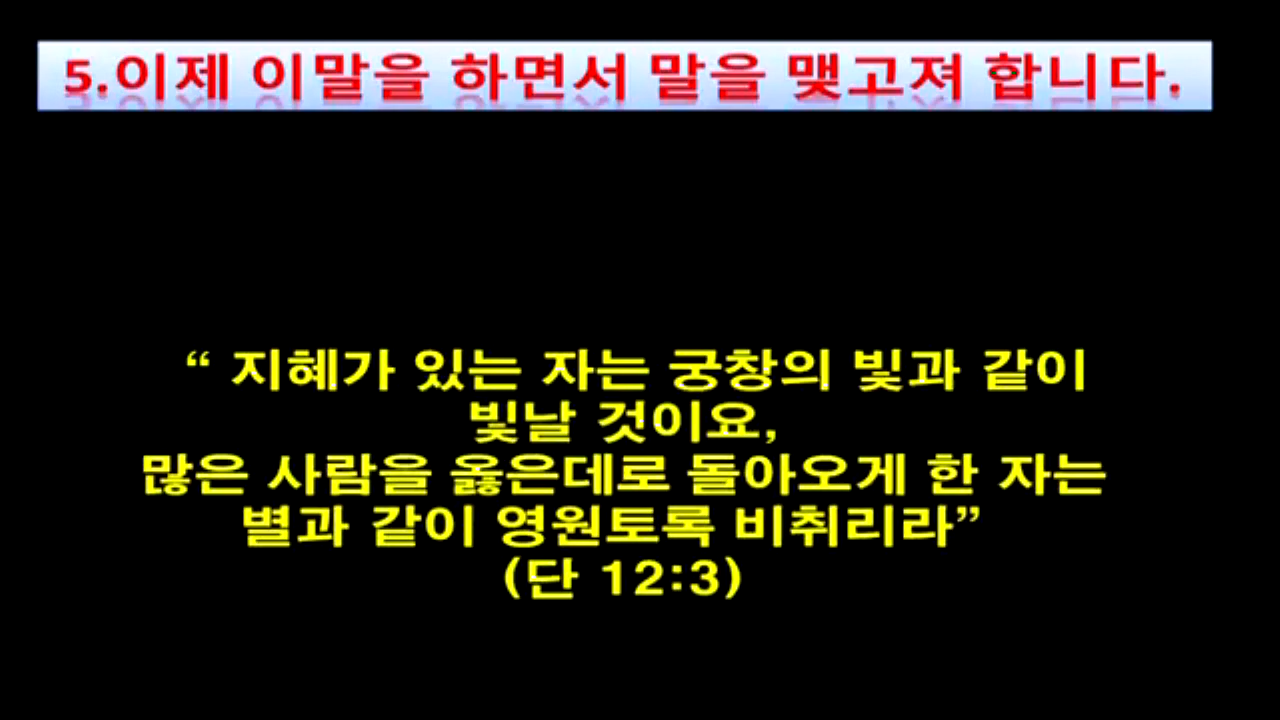 5.이제 이말을 하면서 말을 맺고져 합니다.
“ 지혜가 있는 자는 궁창의 빛과 같이
빛날 것이요,
많은 사람을 옳은데로 돌아오게 한 자는
별과 같이 영원토록 비취리라”
(단 12:3)